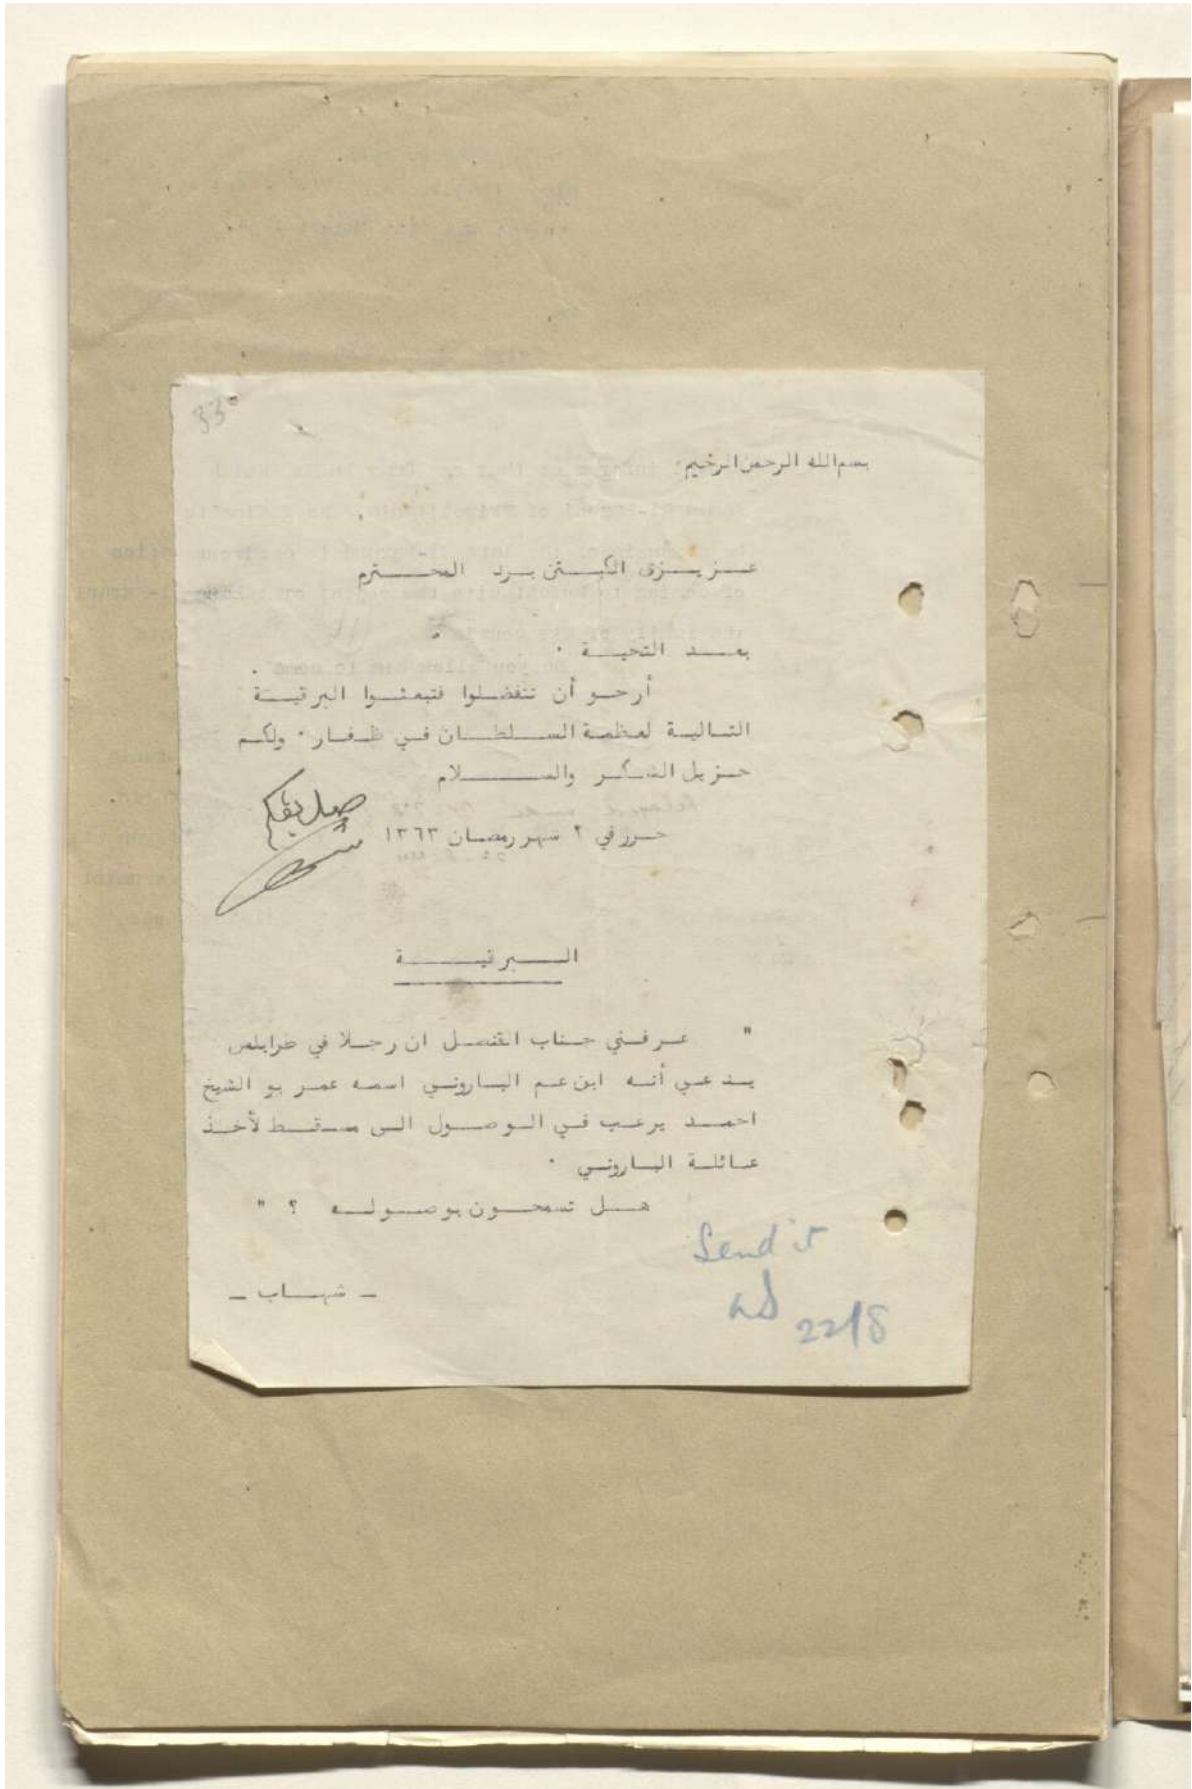 بسم الله الرحمن الرحيم
عزيزى الكبتن برد المحترم
بعد التحية .
أرجو أن تتفضلوا فتبعثوا البرقية
التالية لعظمة السلطان في ظفار . ولكم
جزيل الشكر والسلام
حرر في ٢ شهر رمضان ١٣٦٣
البرقية
" عرفني جناب القنصل ان رجلا في طرابلس
يدعي أنه ابن عم الباروني اسمه عمر بو الشيخ
احمد يرغب في الوصول الى مسقط لأخذ
عائلة الباروني .
هل تسمحون بوصوله ؟ "
Send it
22/8
- شهاب -